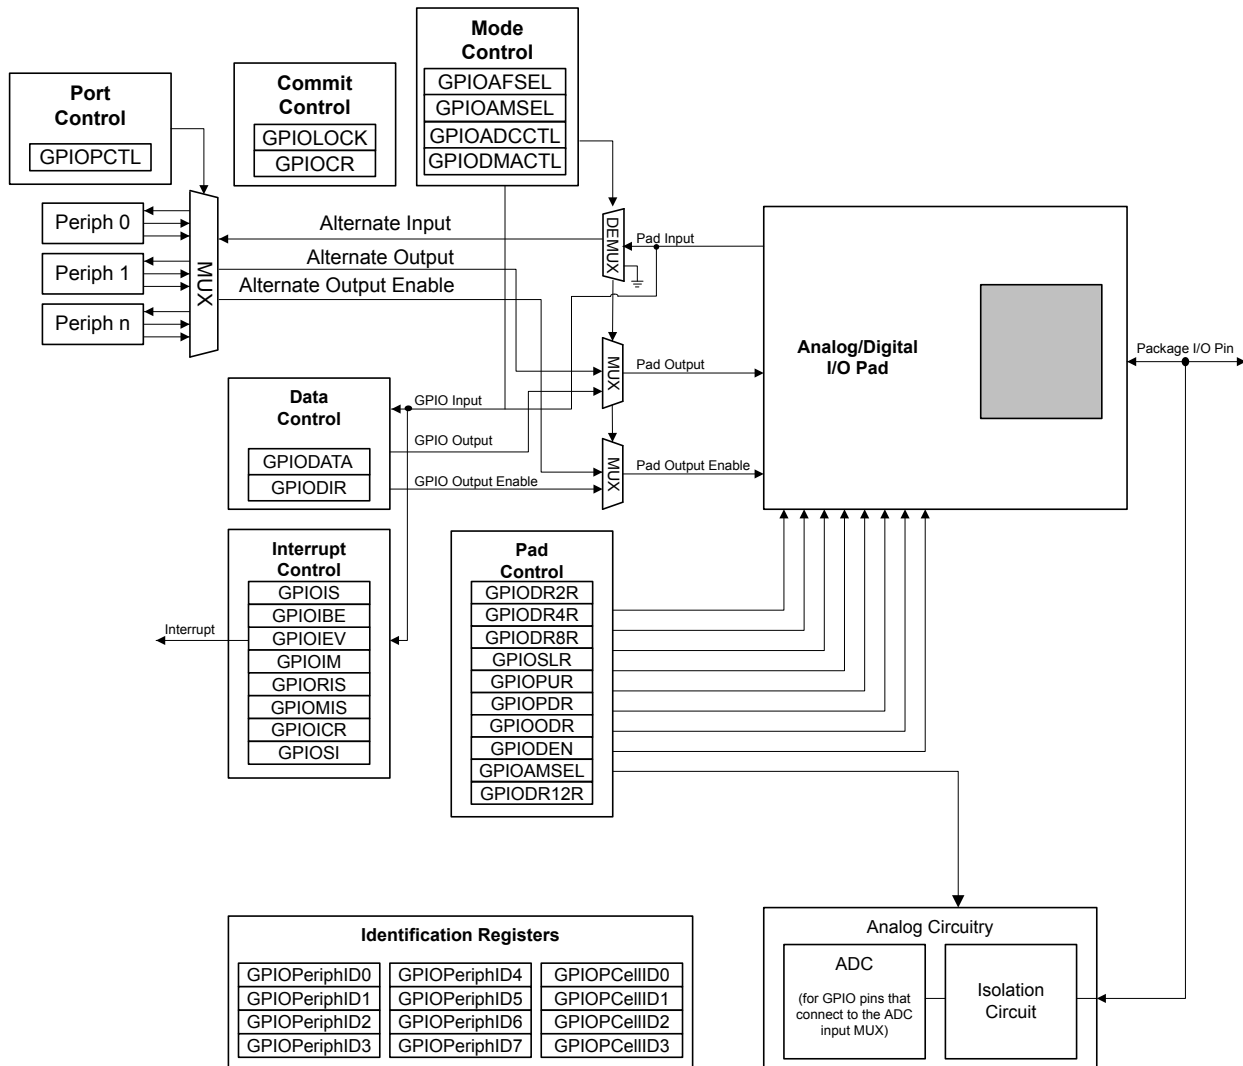 Mode
Control
GPIOAFSEL
GPIOAMSEL
GPIOADCCTL
GPIODMACTL
Commit
Control
GPIOLOCK
GPIOCR
Port
Control
GPIOPCTL
Periph 0
Periph 1
Periph n
MUX
Alternate Input
Alternate Output
Alternate Output Enable
DEMUX
Pad Input
MUX
Pad Output
MUX
Pad Output Enable
Analog/Digital
I/O Pad
Package I/O Pin
Data
Control
GPIODATA
GPIODIR
GPIO Input
GPIO Output
GPIO Output Enable
Interrupt
Control
GPIOIS
GPIOIBE
GPIOIEV
GPIOIM
GPIORIS
GPIOMIS
GPIOICR
GPIOSI
Interrupt
Pad
Control
GPIODR2R
GPIODR4R
GPIODR8R
GPIOSLR
GPIOPUR
GPIOPDR
GPIOODR
GPIODEN
GPIOAMSEL
GPIODR12R
Identification Registers
GPIOPeriphID0
GPIOPeriphID1
GPIOPeriphID2
GPIOPeriphID3
GPIOPeriphID4
GPIOPeriphID5
GPIOPeriphID6
GPIOPeriphID7
GPIOPCellID0
GPIOPCellID1
GPIOPCellID2
GPIOPCellID3
Analog Circuitry
ADC
(for GPIO pins that
connect to the ADC
input MUX)
Isolation
Circuit